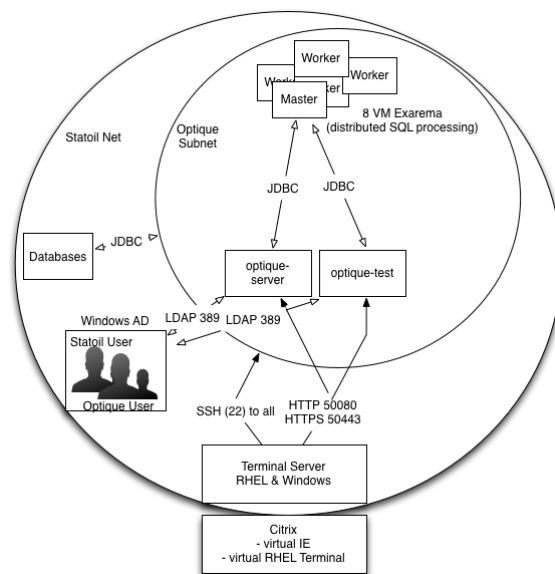 Worker
Work
Worker
ker
Master
8 VM Exarema
(distributed SQL processing)
Statoil Net
Optique
Subnet
JDBC
JDBC
Databases
JDBC
optique-
server
optique-test
Windows AD
LDAP 389
LDAP 389
Statoil User
Optique User
SSH (22) to all
HTTP 50080
HTTPS 50443
Terminal Server
RHEL & Windows
Citrix
- virtual IE
- virtual RHEL Terminal